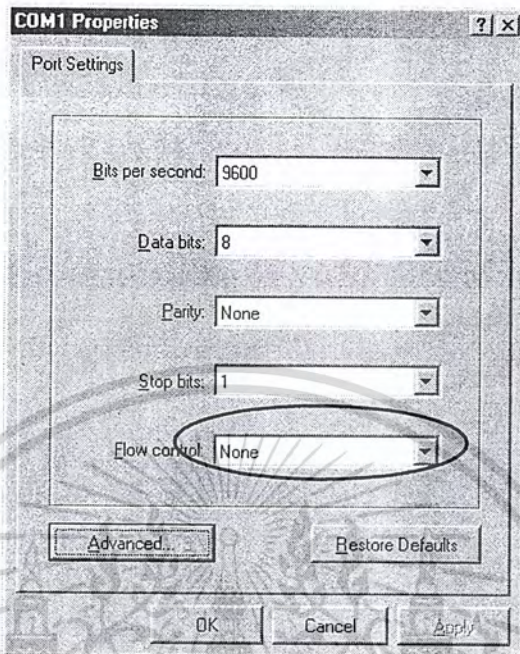 COM1 Properties
? ×
Port Settings
Bits per second: 9600
Data bits: 8
Parity: None
Stop bits: 1
Flow control: None
Advanced...
Restore Defaults
OK
Cancel
Apply